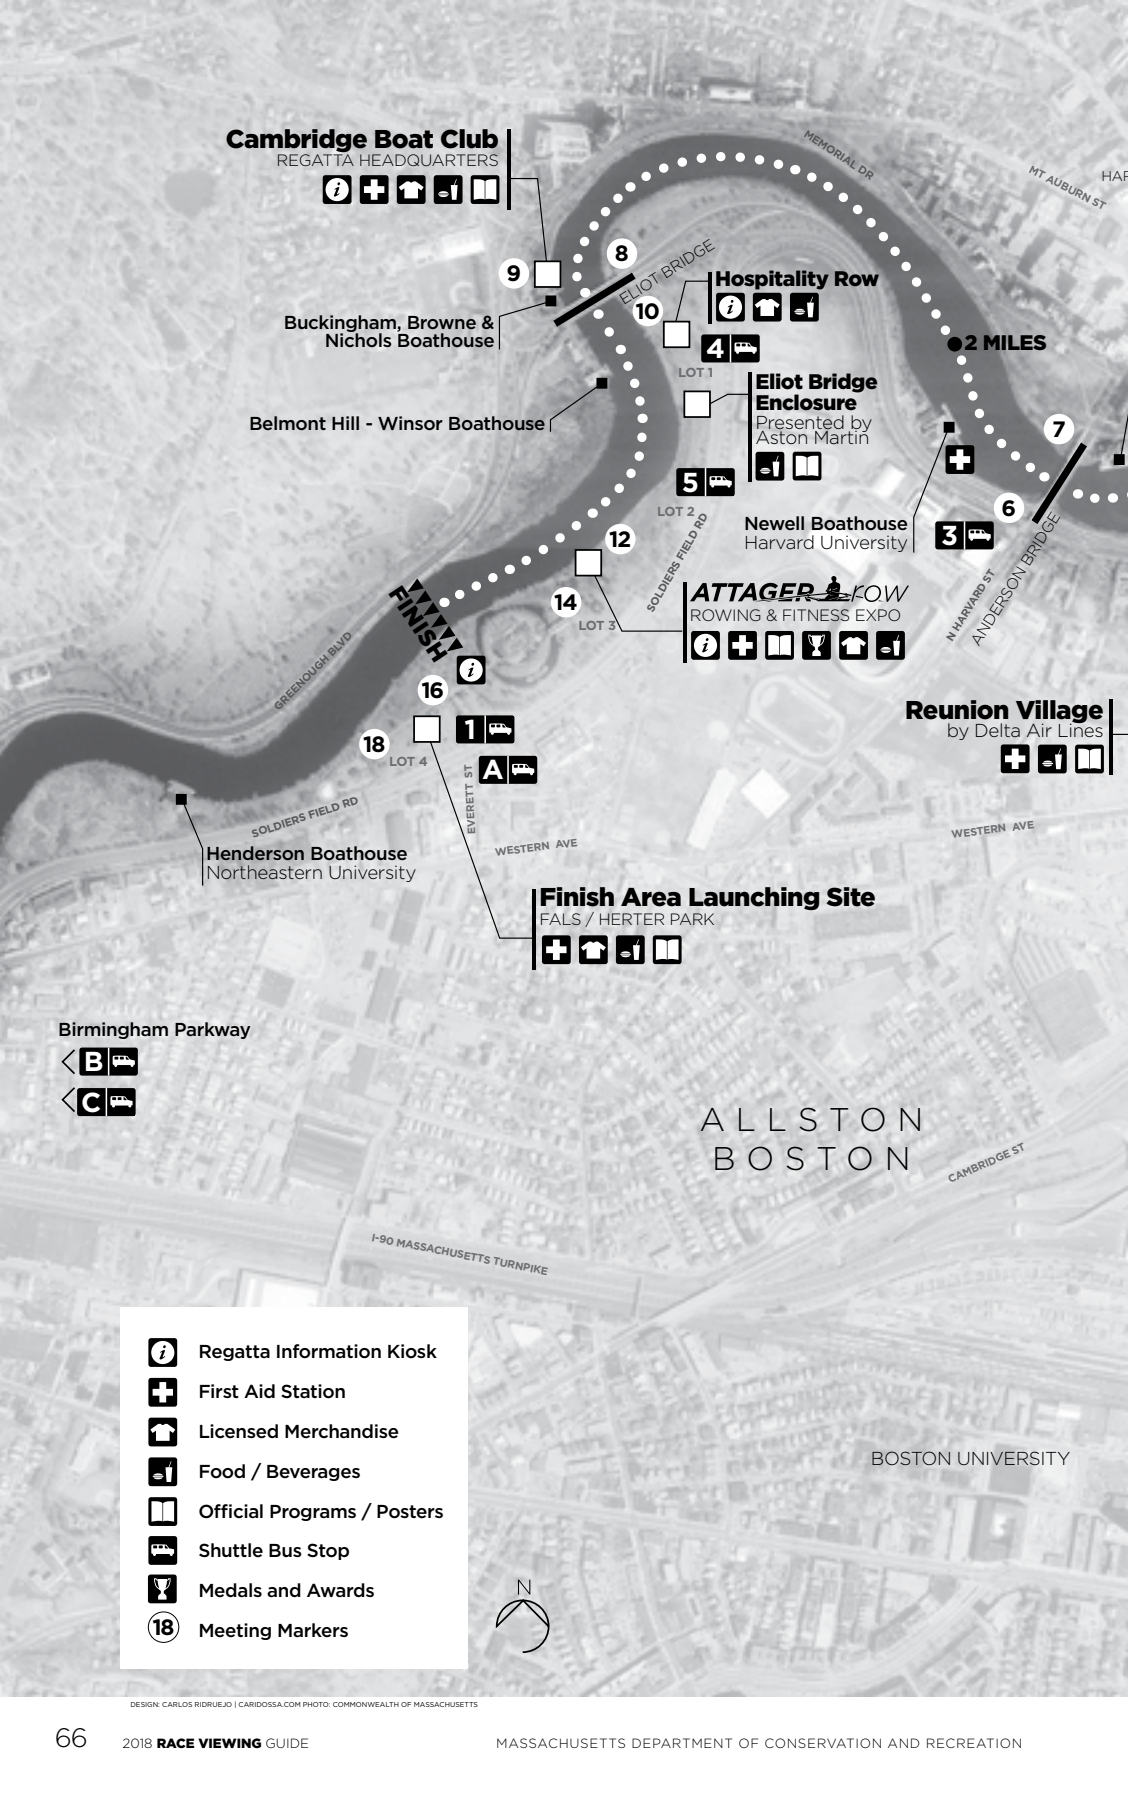 Cambridge Boat Club
REGATTA HEADQUARTERS
MEMORIAL DR
MT AUBURN ST
HAR
8
ELIOT BRIDGE
9
Hospitality Row
10
Buckingham, Browne &
Nichols Boathouse
4
2 MILES
LOT 1
Eliot Bridge
Enclosure
Presented by
Aston Martin
Belmont Hill - Winsor Boathouse
7
5
LOT 2
6
Newell Boathouse
Harvard University
3
ANDERSON BRIDGE
N HARVARD ST
SOLDIERS FIELD RD
12
14
LOT 3
ATTAGER row
ROWING & FITNESS EXPO
FINISH
GREENOUGH BLVD
16
18
1
LOT 4
A
EVERETT ST
Reunion Village
by Delta Air Lines
SOLDIERS FIELD RD
WESTERN AVE
WESTERN AVE
Henderson Boathouse
Northeastern University
Finish Area Launching Site
FALS / HERTER PARK
Birmingham Parkway
B
C
ALLSTON
BOSTON
CAMBRIDGE ST
I-90 MASSACHUSETTS TURNPIKE
Regatta Information Kiosk
First Aid Station
Licensed Merchandise
Food / Beverages
Official Programs / Posters
Shuttle Bus Stop
Medals and Awards
18 Meeting Markers
BOSTON UNIVERSITY
N
DESIGN: CARLOS RIDRUEJO | CARIDOSSA.COM PHOTO: COMMONWEALTH OF MASSACHUSETTS
66 2018 RACE VIEWING GUIDE
MASSACHUSETTS DEPARTMENT OF CONSERVATION AND RECREATION